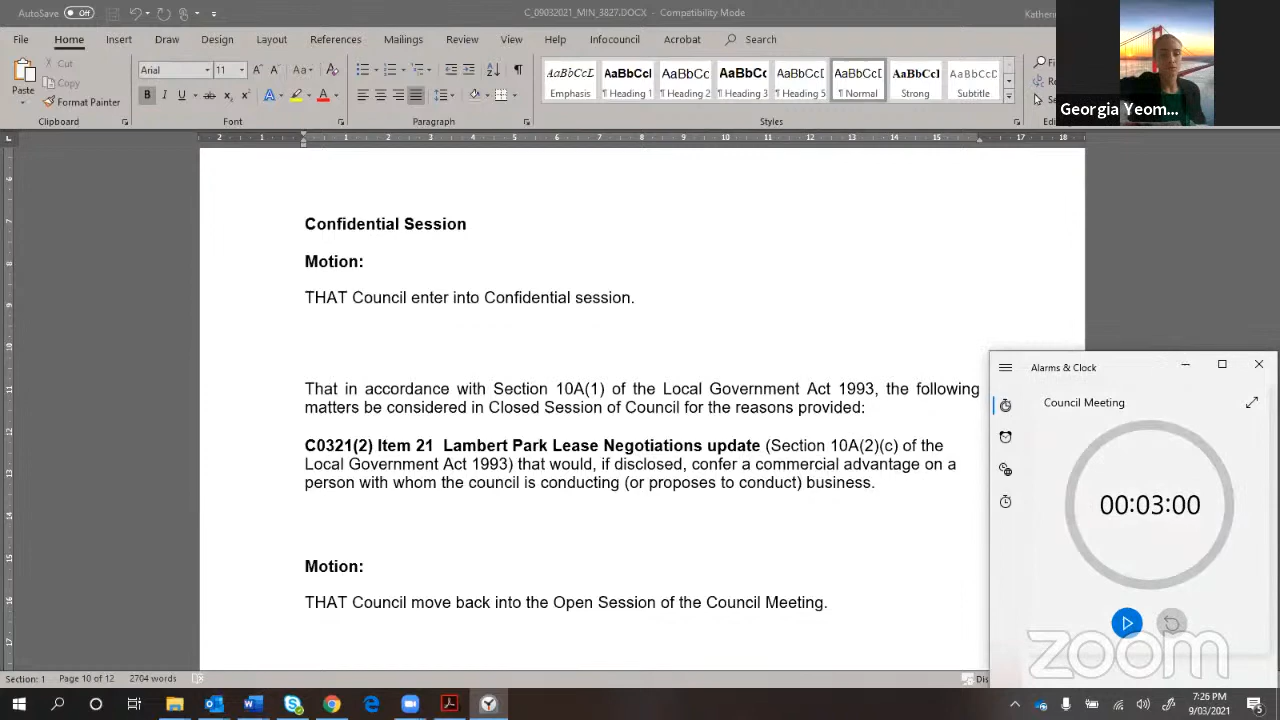 AutoSave Off C_09032021_MIN_3827.DOCX - Compatibility Mode Katherin
File Home Insert Draw Design Layout References Mailings Review View Help Infocouncil Acrobat Search
Georgia Yeom...
Paste Cut Copy Format Painter
Arial 11
Emphasis ¶ Heading 1 ¶ Heading 2 ¶ Heading 3 ¶ Heading 5 ¶ Normal Strong Subtitle
Clipboard Font Paragraph Styles
Confidential Session
Motion:
THAT Council enter into Confidential session.
That in accordance with Section 10A(1) of the Local Government Act 1993, the following
matters be considered in Closed Session of Council for the reasons provided:
C0321(2) Item 21 Lambert Park Lease Negotiations update (Section 10A(2)(c) of the
Local Government Act 1993) that would, if disclosed, confer a commercial advantage on a
person with whom the council is conducting (or proposes to conduct) business.
Motion:
THAT Council move back into the Open Session of the Council Meeting.
Alarms & Clock
Council Meeting
00:03:00
zoom
Section: 1 Page 10 of 12 2704 words
7:26 PM
9/03/2021